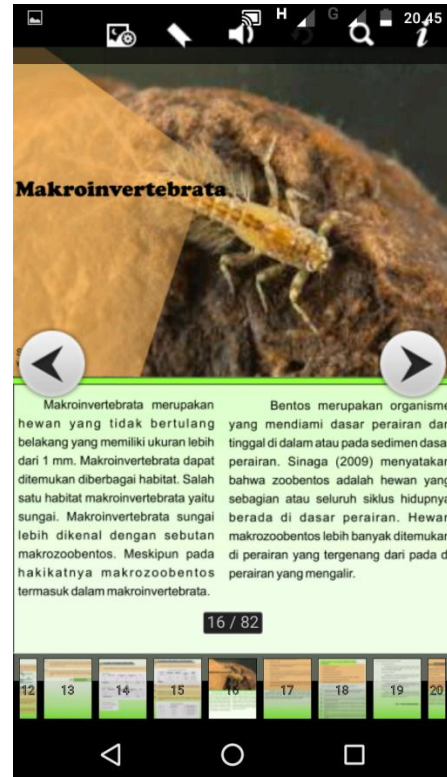 H G 20.45
Makroinvertebrata
Makroinvertebrata merupakan
hewan yang tidak bertulang
belakang yang memiliki ukuran lebih
dari 1 mm. Makroinvertebrata dapat
ditemukan diberbagai habitat. Salah
satu habitat makroinvertebrata yaitu
sungai. Makroinvertebrata sungai
lebih dikenal dengan sebutan
makrozoobentos. Meskipun pada
hakikatnya makrozoobentos
termasuk dalam makroinvertebrata.
Bentos merupakan organisme
yang mendiami dasar perairan dan
tinggal di dalam atau pada sedimen dasa
perairan. Sinaga (2009) menyatakan
bahwa zoobentos adalah hewan yang
sebagian atau seluruh siklus hidupnya
berada di dasar perairan. Hewan
makrozoobentos lebih banyak ditemukan
di perairan yang tergenang dari pada d
perairan yang mengalir.
16 / 82
12 13 14 15 16 17 18 19 20